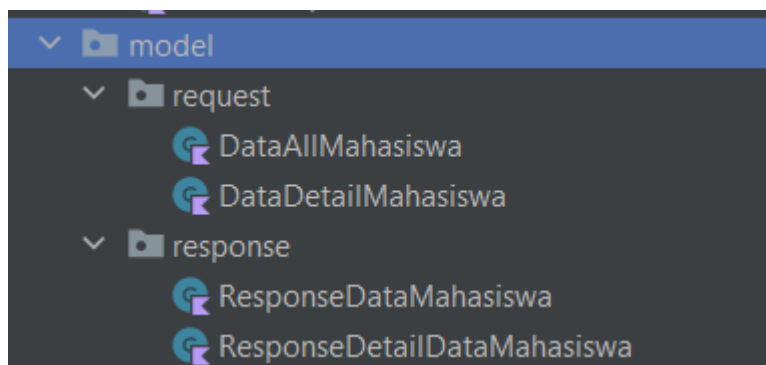 model
request
DataAllMahasiswa
DataDetailMahasiswa
response
ResponseDataMahasiswa
ResponseDetailDataMahasiswa